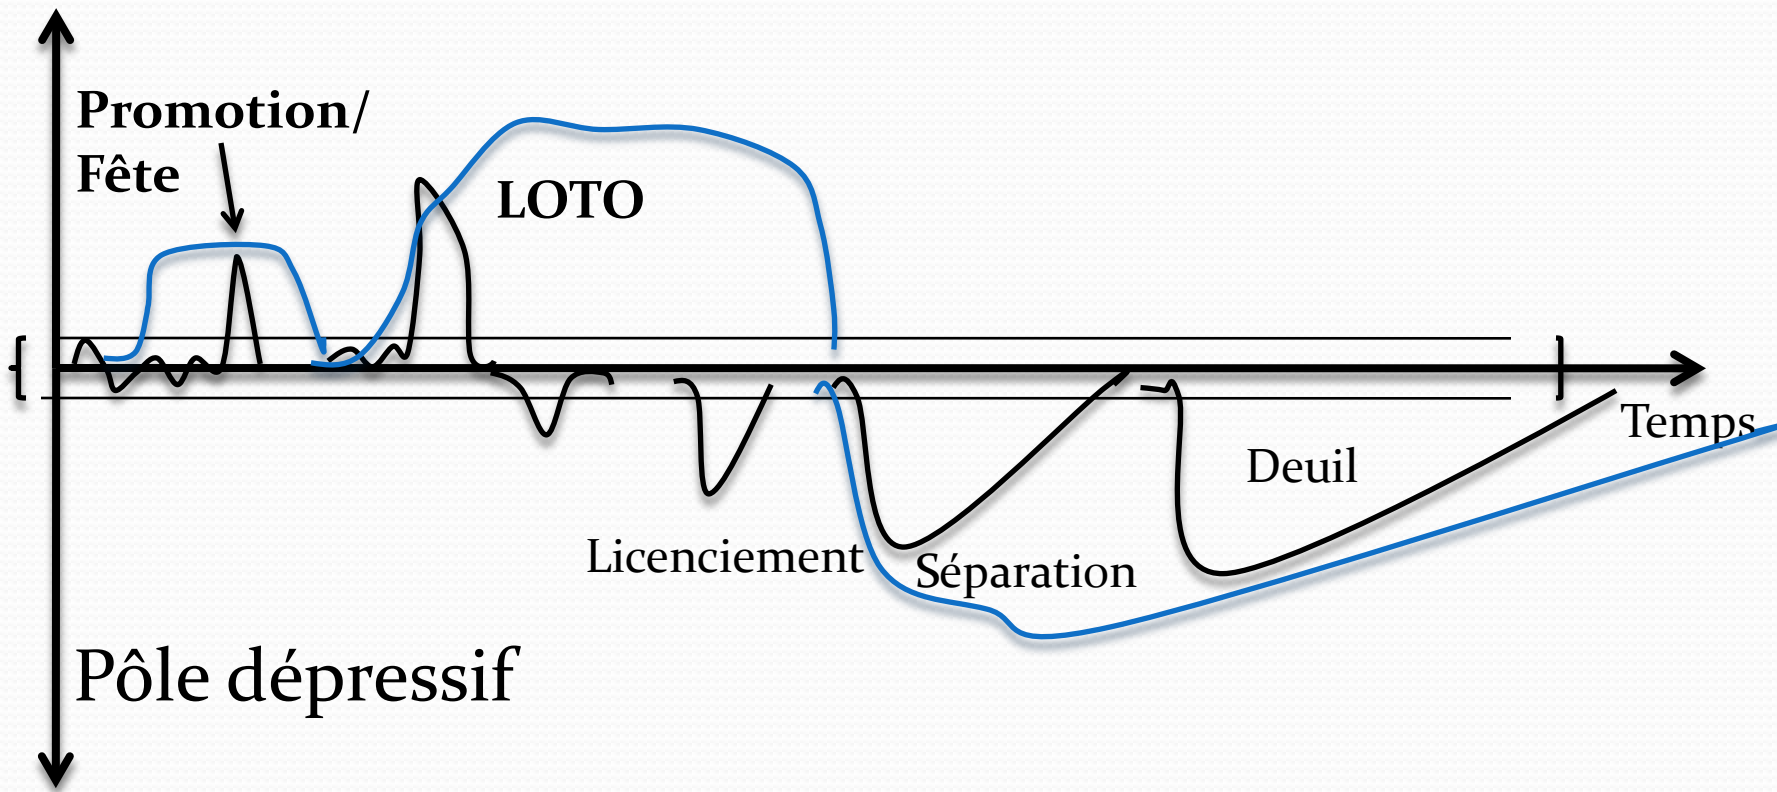 Promotion/
Fête
LOTO
Temps
Deuil
Licenciement
Séparation
Pôle dépressif